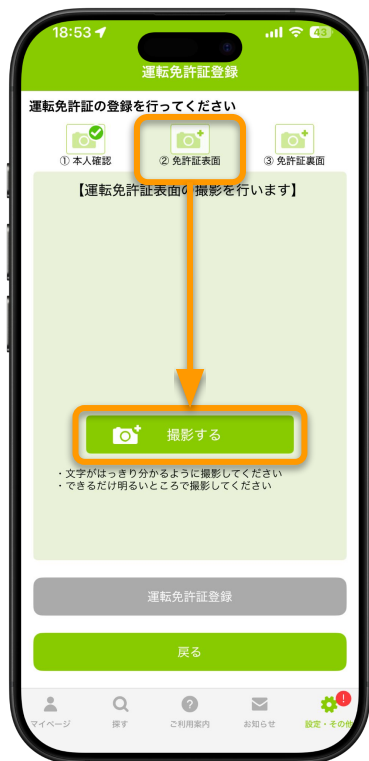 18:53
43
運転免許証登録
運転免許証の登録を行ってください
① 本人確認
② 免許証表面
③ 免許証裏面
【運転免許証表面の撮影を行います】
撮影する
・文字がはっきり分かるように撮影してください
・できるだけ明るいところで撮影してください
運転免許証登録
戻る
マイページ
探す
ご利用案内
お知らせ
設定・その他